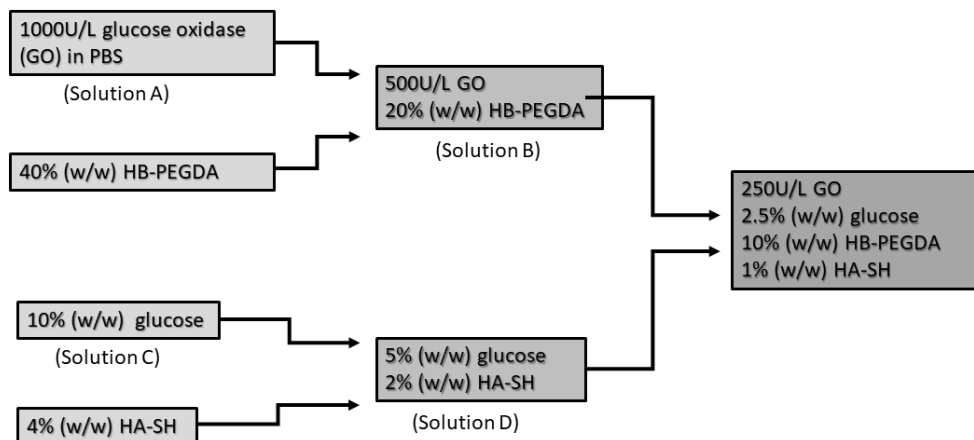 1000U/L glucose oxidase
(GO) in PBS
(Solution A)
40% (w/w) HB-PEGDA
500U/L GO
20% (w/w) HB-PEGDA
(Solution B)
10% (w/w) glucose
(Solution C)
4% (w/w) HA-SH
5% (w/w) glucose
2% (w/w) HA-SH
(Solution D)
250U/L GO
2.5% (w/w) glucose
10% (w/w) HB-PEGDA
1% (w/w) HA-SH